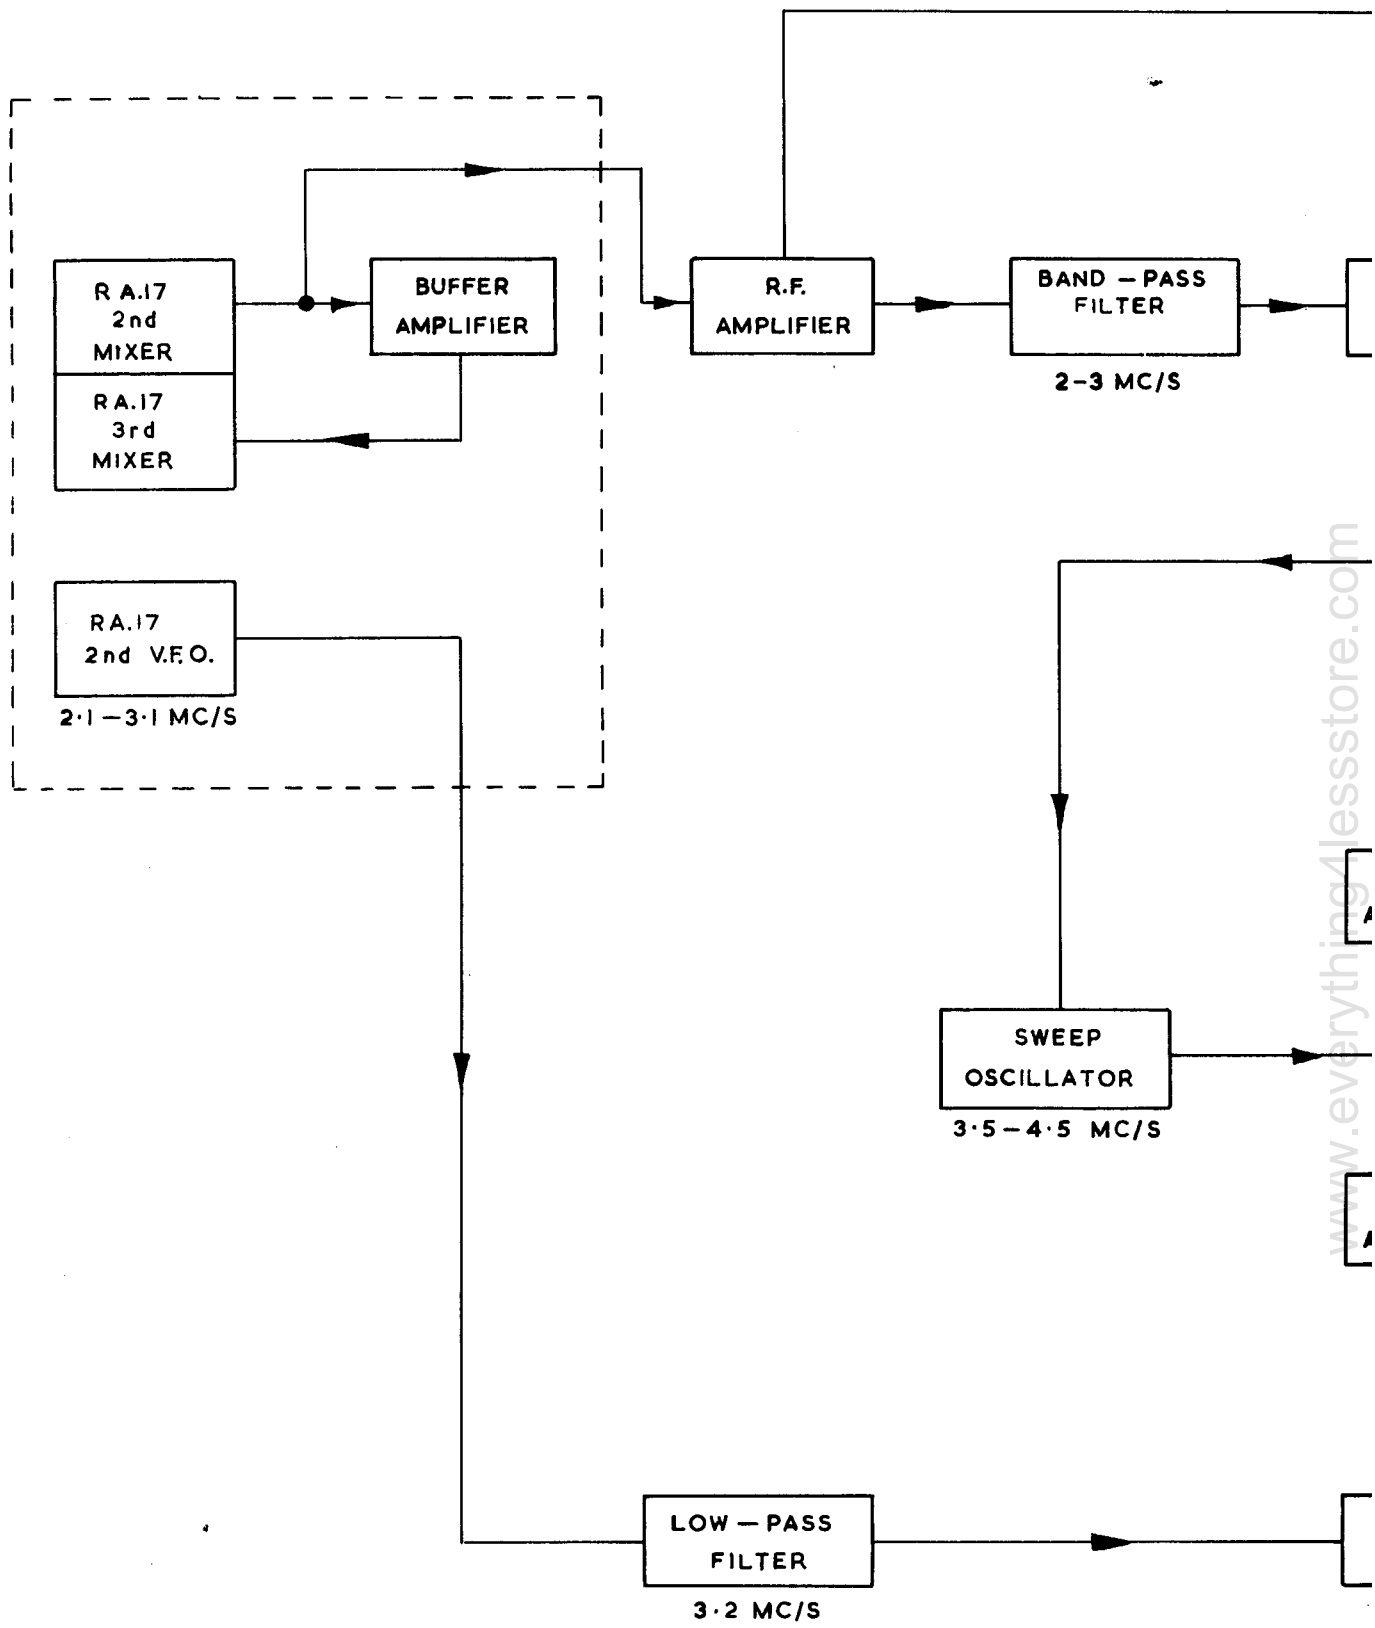 R A.17
2nd
MIXER
RA.17
3rd
MIXER
BUFFER
AMPLIFIER
R.F.
AMPLIFIER
BAND – PASS
FILTER
2–3 MC/S
RA.17
2nd V.F.O.
2·1–3·1 MC/S
A
SWEEP
OSCILLATOR
3·5–4·5 MC/S
A
LOW – PASS
FILTER
3·2 MC/S
www.everything4lessstore.com